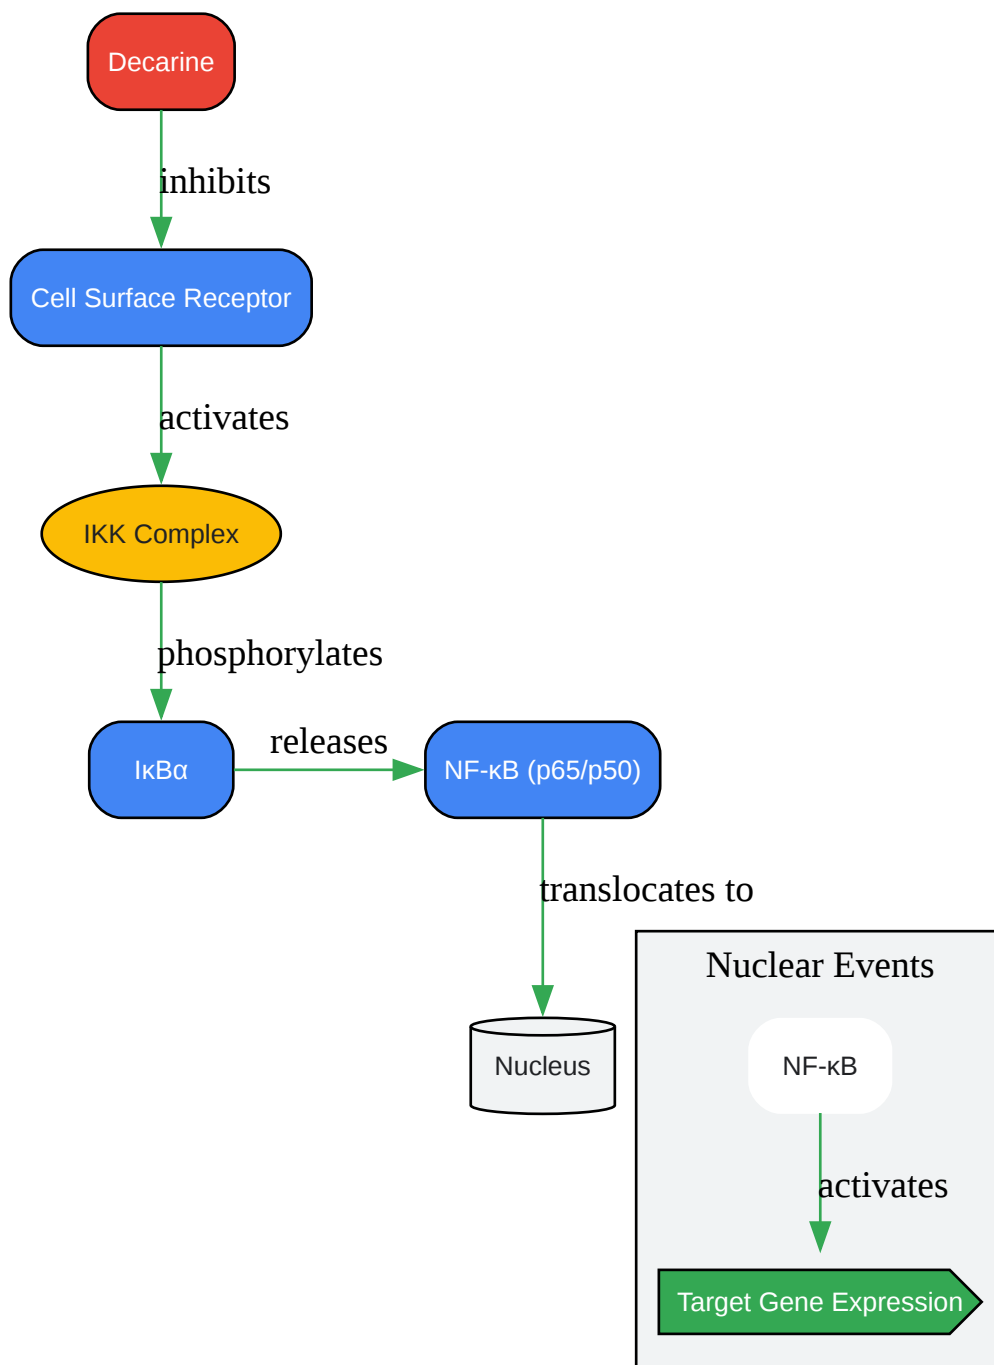 Decarine
inhibits
Cell Surface Receptor
activates
IKK Complex
phosphorylates
IκBα
releases
NF-κB (p65/p50)
translocates to
Nucleus
Nuclear Events
NF-κB
activates
Target Gene Expression